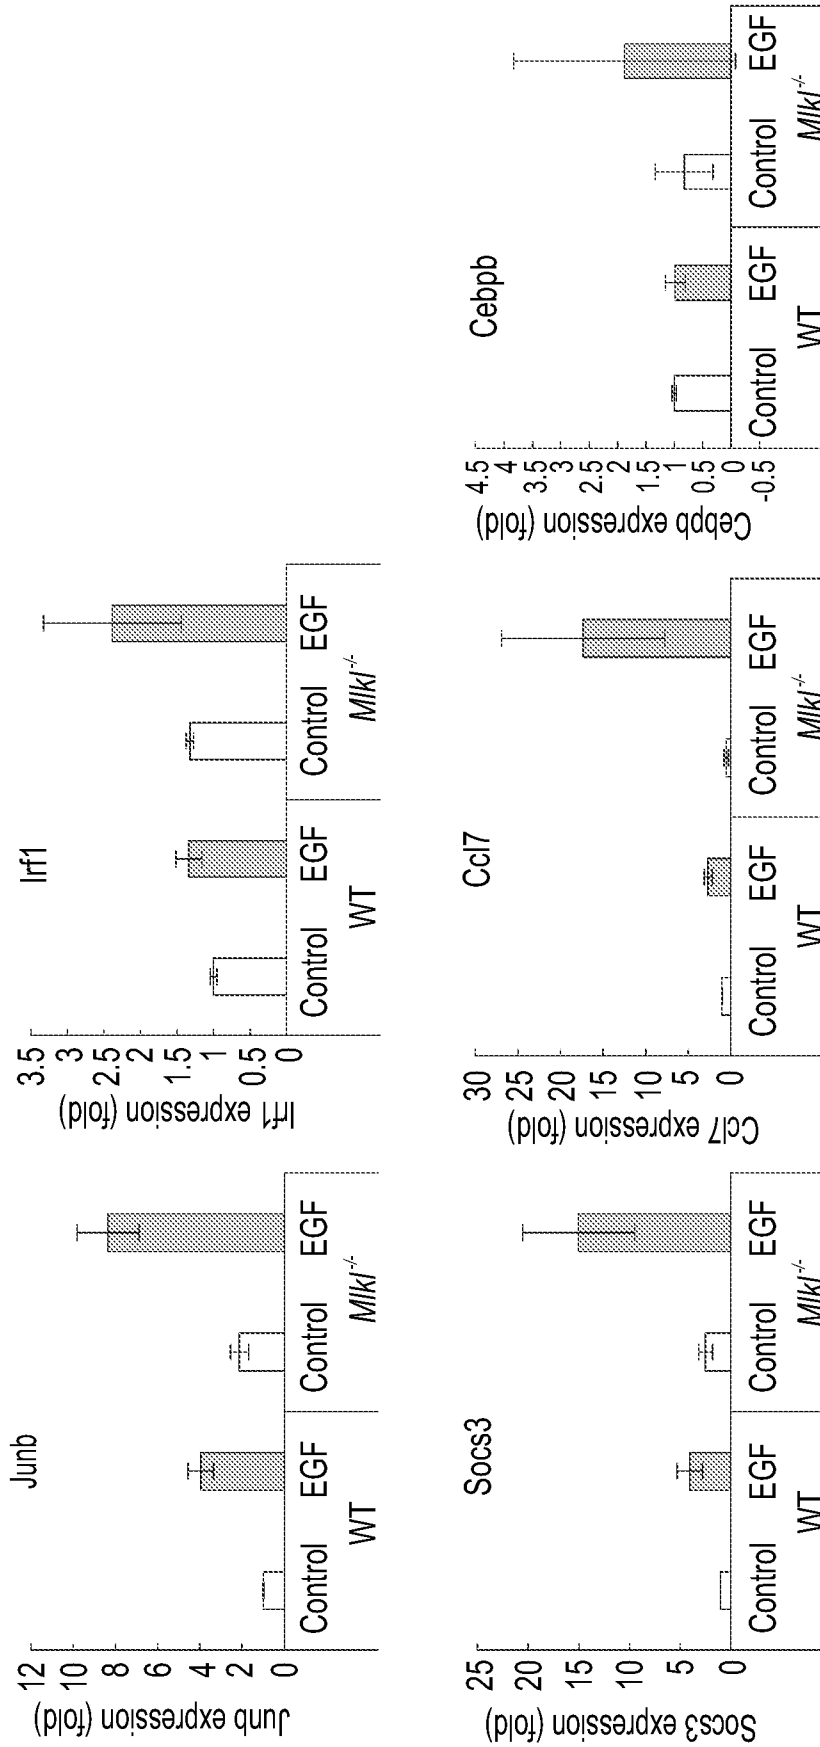 Junb
Junb expression (fold)
12
10
8
6
4
2
0
Control EGF Control EGF
WT Mlkl-/-
Irf1
Irf1 expression (fold)
3.5
3
2.5
2
1.5
1
0.5
0
Control EGF Control EGF
WT Mlkl-/-
Socs3
Socs3 expression (fold)
25
20
15
10
5
0
Control EGF Control EGF
WT Mlkl-/-
Ccl7
Ccl7 expression (fold)
30
25
20
15
10
5
0
Control EGF Control EGF
WT Mlkl-/-
Cebpb
Cebpb expression (fold)
4.5
4
3.5
3
2.5
2
1.5
1
0.5
0
-0.5
Control EGF Control EGF
WT Mlkl-/-